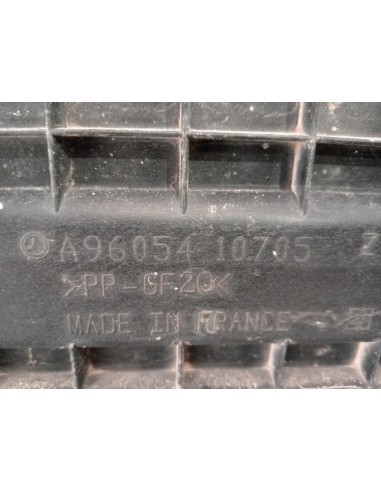 A96054 10705 Z
>PP-GF20<
MADE IN FRANCE